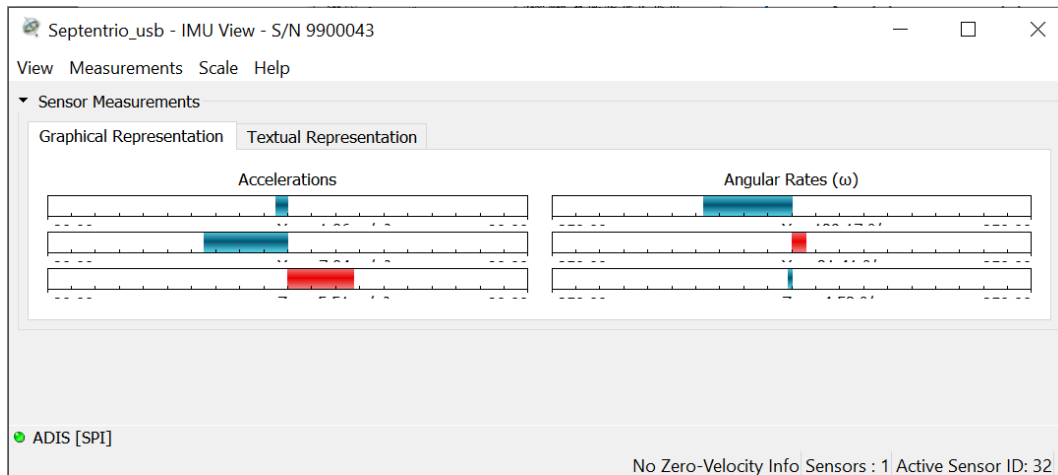 Septentrio_usb - IMU View - S/N 9900043
View Measurements Scale Help
Sensor Measurements
Graphical Representation Textual Representation
Accelerations Angular Rates (ω)
ADIS [SPI]
No Zero-Velocity Info Sensors : 1 Active Sensor ID: 32